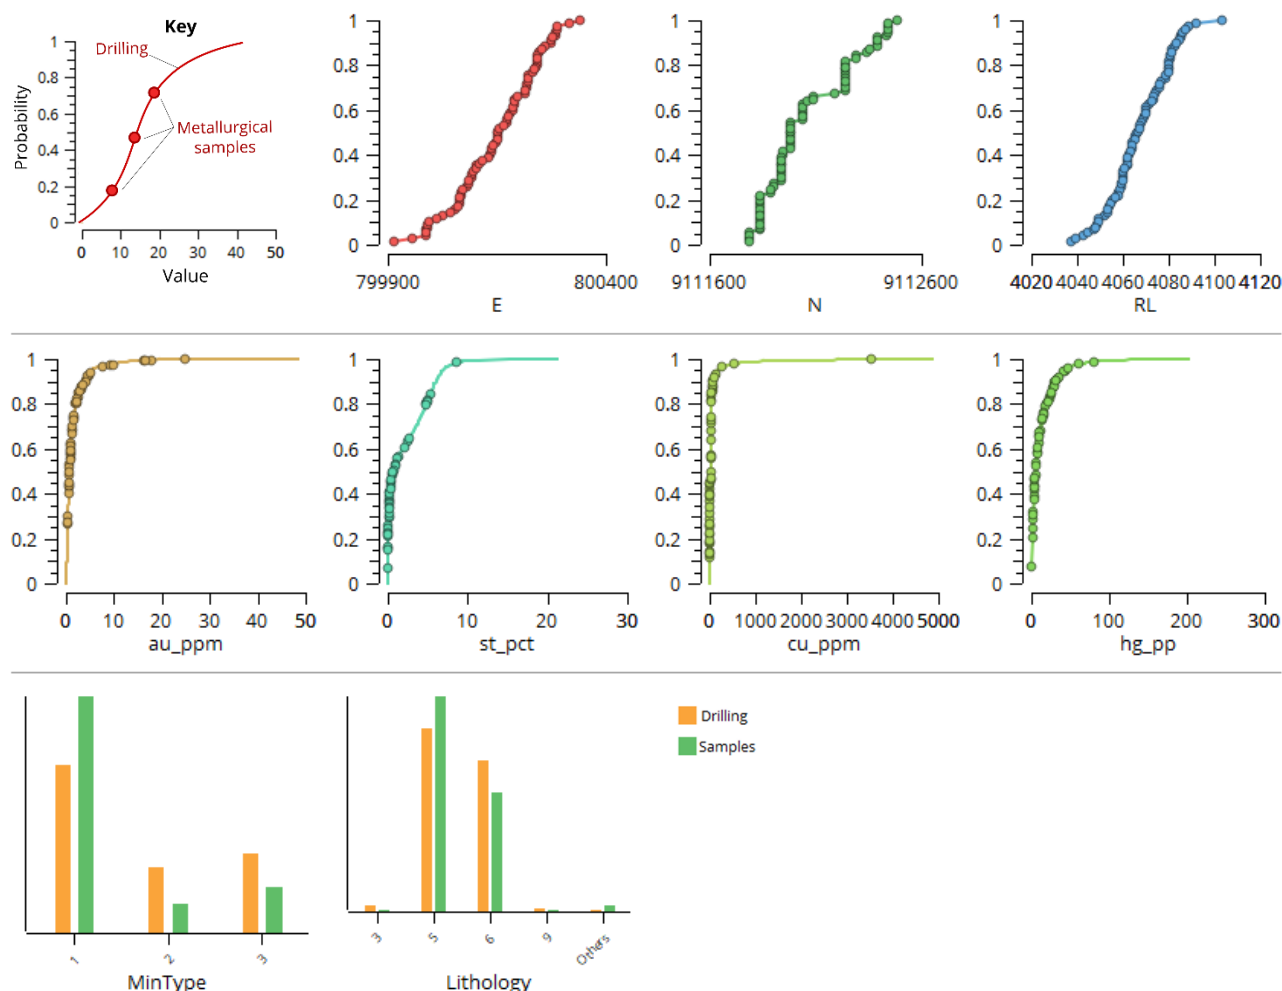 Key
Drilling
Metallurgical
samples
Probability
1
0.8
0.6
0.4
0.2
0
0 10 20 30 40 50
Value
1
0.8
0.6
0.4
0.2
0
799900 800400
E
1
0.8
0.6
0.4
0.2
0
9111600 9112600
N
1
0.8
0.6
0.4
0.2
0
4020 4040 4060 4080 4100 4120
RL
1
0.8
0.6
0.4
0.2
0
0 10 20 30 40 50
au_ppm
1
0.8
0.6
0.4
0.2
0
0 10 20 30
st_pct
1
0.8
0.6
0.4
0.2
0
0 1000 2000 3000 4000 5000
cu_ppm
1
0.8
0.6
0.4
0.2
0
0 100 200 300
hg_pp
1 2 3
MinType
3 5 6 9 Others
Lithology
Drilling
Samples